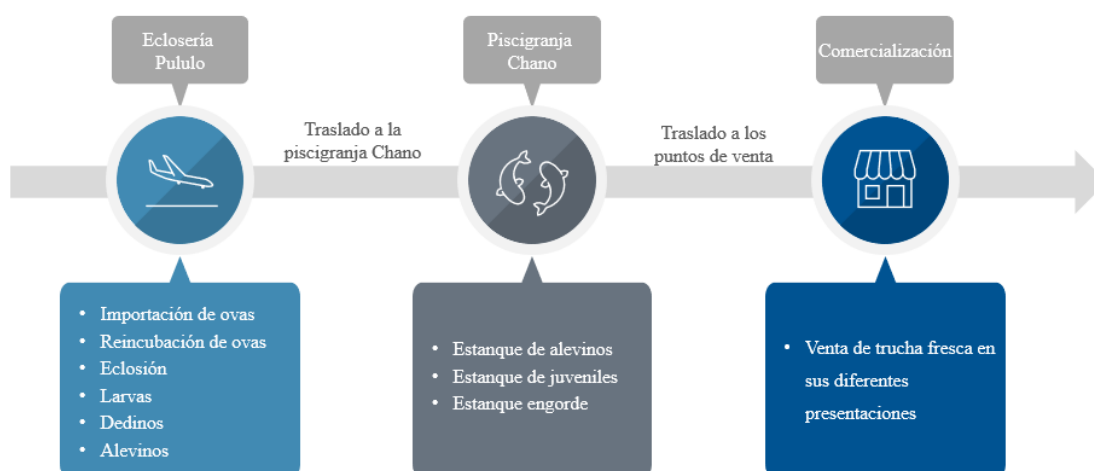 Eclosería
Pululo
Piscigranja
Chano
Comercialización
Traslado a la
piscigranja Chano
Traslado a los
puntos de venta
• Importación de ovas
• Reincubación de ovas
• Eclosión
• Larvas
• Dedinos
• Alevinos
• Estanque de alevinos
• Estanque de juveniles
• Estanque engorde
• Venta de trucha fresca en
sus diferentes
presentaciones